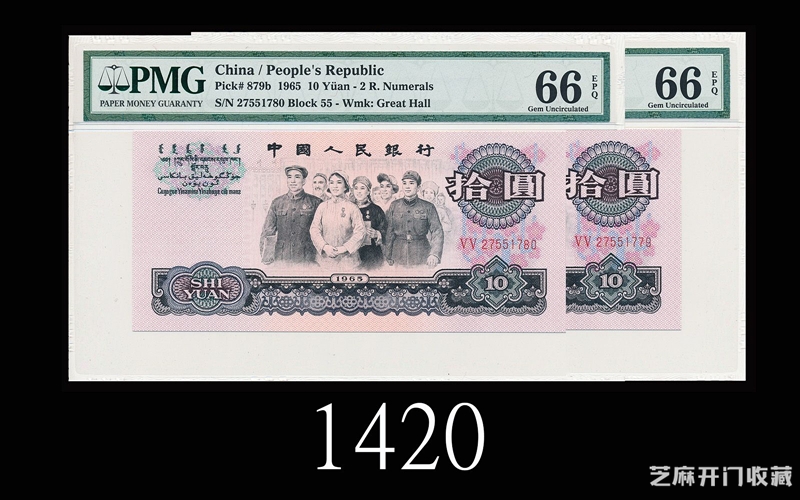 PMG
PAPER MONEY GUARANTY
China / People's Republic
Pick# 879b 1965 10 Yüan - 2 R. Numerals
S/N 27551780 Block 55 - Wmk: Great Hall
66 EPQ
Gem Uncirculated
66 EPQ
Gem Uncirculated
中國人民銀行
拾圓
拾圓
VV 27551780
VV 27551779
1965
SHI YUAN
10
10
1420
芝麻开门收藏